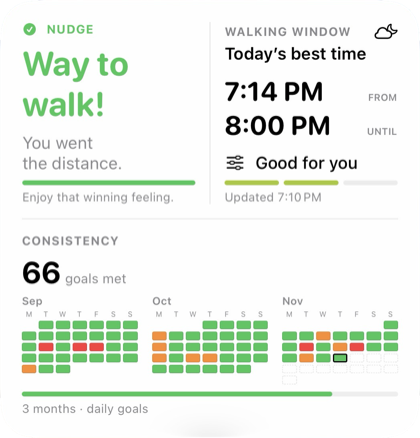 NUDGE
Way to
walk!
You went
the distance.
Enjoy that winning feeling.
WALKING WINDOW
Today's best time
7:14 PM FROM
8:00 PM UNTIL
Good for you
Updated 7:10 PM
CONSISTENCY
66 goals met
Sep Oct Nov
M T W T F S S M T W T F S S M T W T F S S
3 months · daily goals